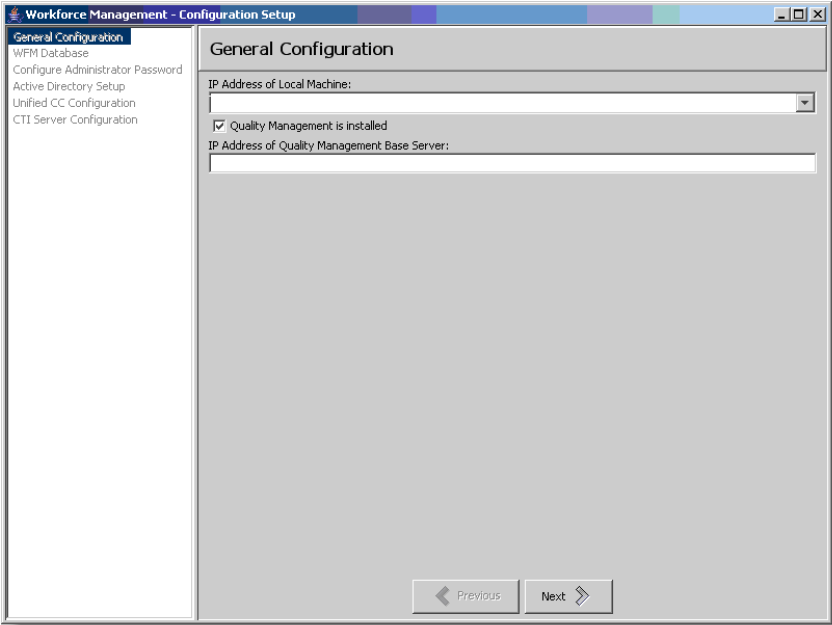 Workforce Management - Configuration Setup
General Configuration
WFM Database
Configure Administrator Password
Active Directory Setup
Unified CC Configuration
CTI Server Configuration
General Configuration
IP Address of Local Machine:
Quality Management is installed
IP Address of Quality Management Base Server:
Previous
Next